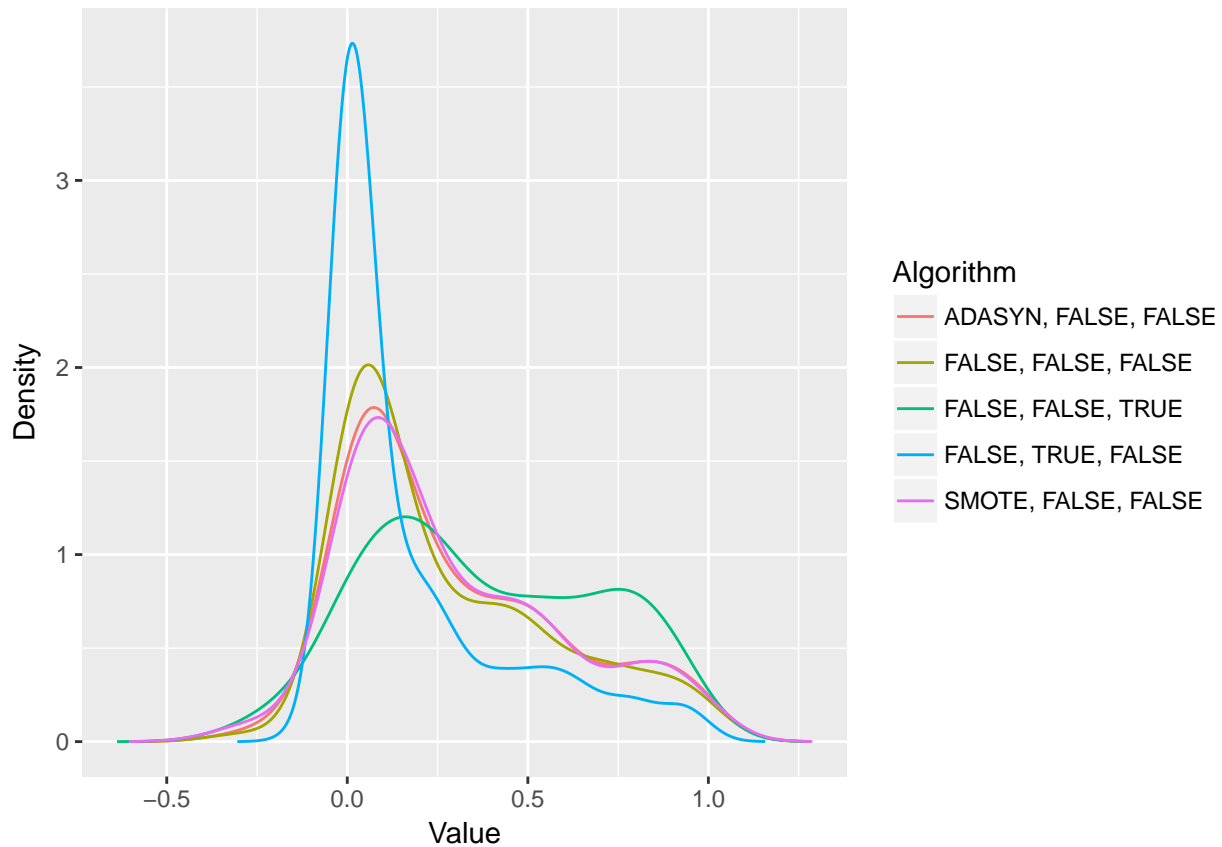 3
2
1
0
Density
−0.5
0.0
0.5
1.0
Value
Algorithm
ADASYN, FALSE, FALSE
FALSE, FALSE, FALSE
FALSE, FALSE, TRUE
FALSE, TRUE, FALSE
SMOTE, FALSE, FALSE